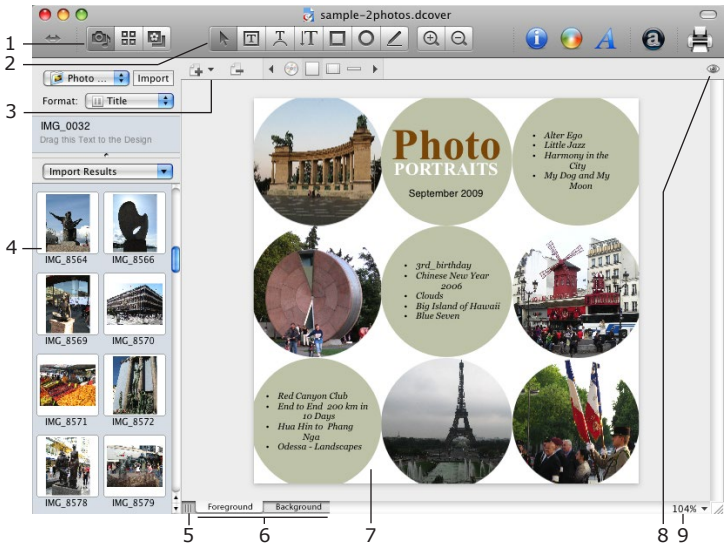 sample-2photos.dcover
1
2
3
4
5
6
7
8
9
T
T
T
i
A
a
Photo ...
Import
Format:
Title
IMG_0032
Drag this Text to the Design
Import Results
IMG_8564
IMG_8566
IMG_8569
IMG_8570
IMG_8571
IMG_8572
IMG_8578
IMG_8579
Photo
PORTRAITS
September 2009
• Alter Ego
• Little Jazz
• Harmony in the
City
• My Dog and My
Moon
• 3rd_birthday
• Chinese New Year
2006
• Clouds
• Big Island of Hawaii
• Blue Seven
• Red Canyon Club
• End to End 200 km in
10 Days
• Hua Hin to Phang
Nga
• Odessa - Landscapes
Foreground
Background
104%